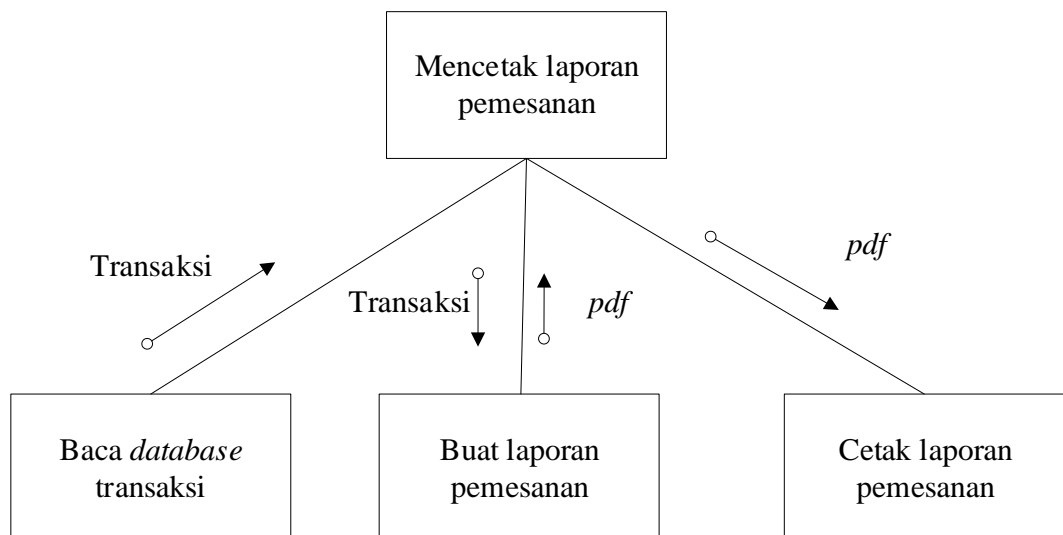 Mencetak laporan
pemesanan
Transaksi
Transaksi
pdf
pdf
Baca database
transaksi
Buat laporan
pemesanan
Cetak laporan
pemesanan